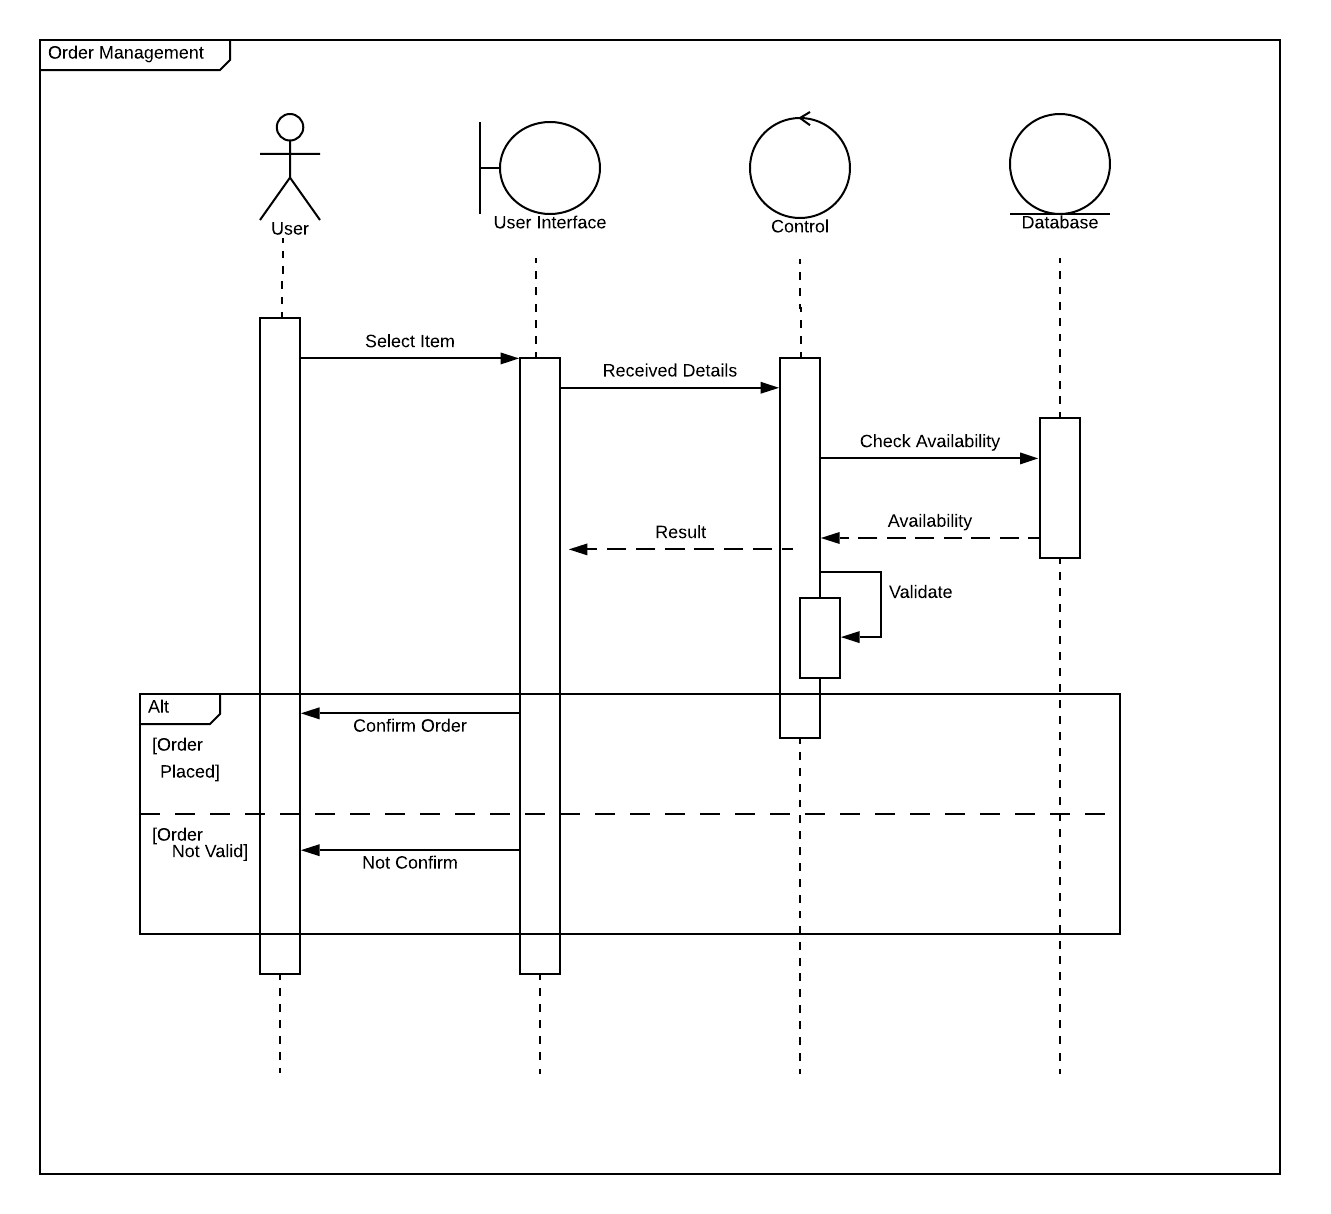 Order Management
User
User Interface
Control
Database
Select Item
Received Details
Check Availability
Availability
Result
Validate
Alt
Confirm Order
[Order
Placed]
[Order
Not Valid]
Not Confirm